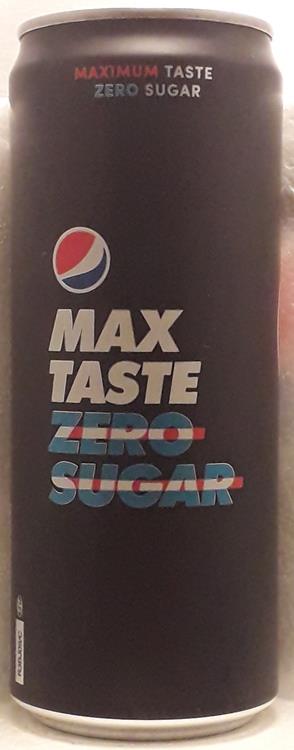 MAXIMUM TASTE
ZERO SUGAR
MAX
TASTE
ZERO
SUGAR